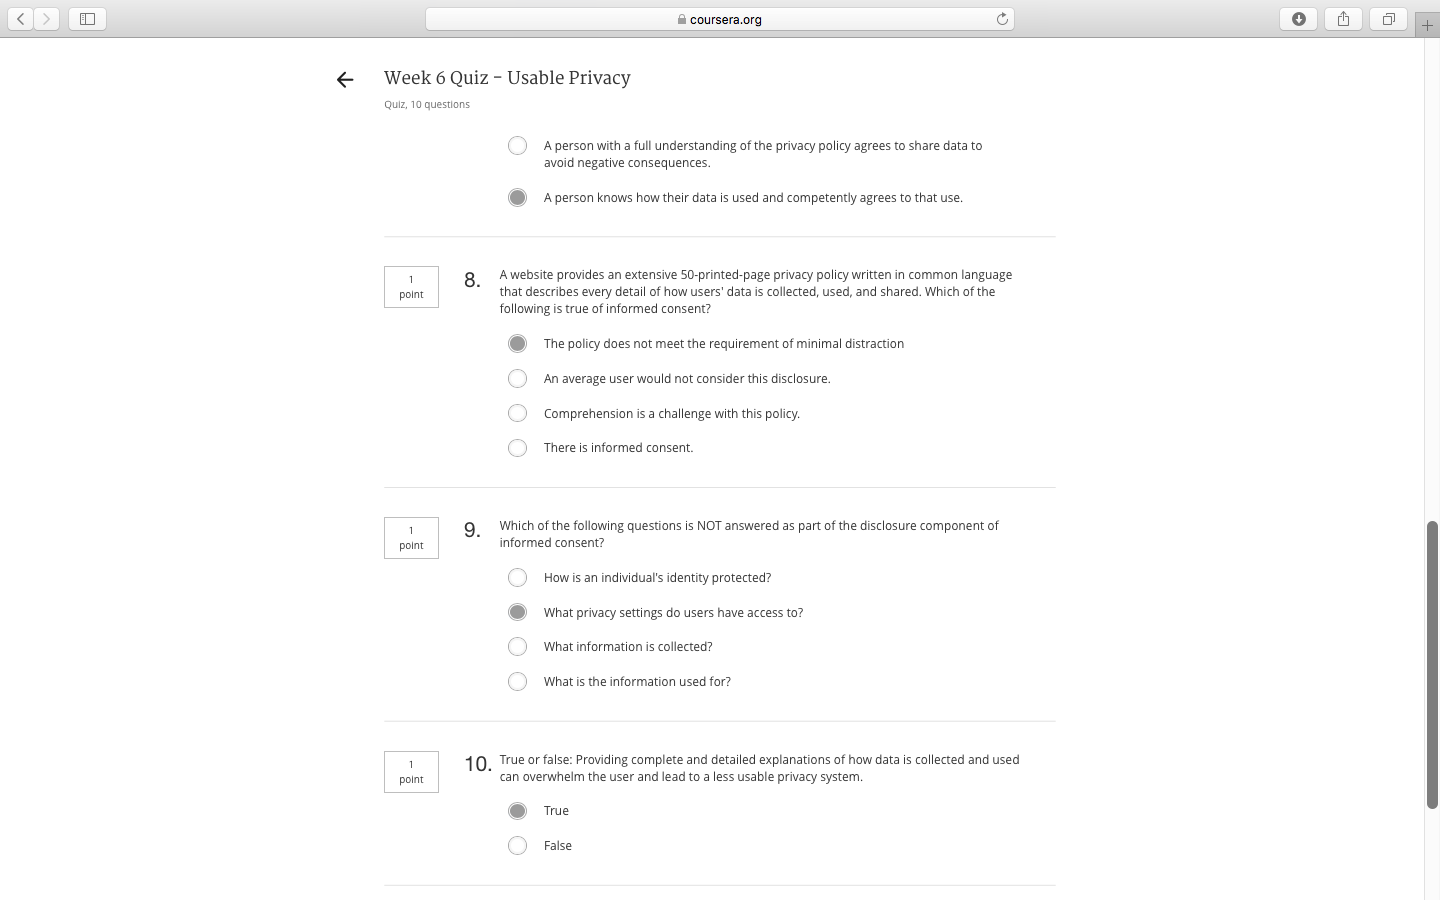 coursera.org
Week 6 Quiz - Usable Privacy
Quiz, 10 questions
A person with a full understanding of the privacy policy agrees to share data to
avoid negative consequences.
A person knows how their data is used and competently agrees to that use.
1
point
8.
A website provides an extensive 50-printed-page privacy policy written in common language
that describes every detail of how users' data is collected, used, and shared. Which of the
following is true of informed consent?
The policy does not meet the requirement of minimal distraction
An average user would not consider this disclosure.
Comprehension is a challenge with this policy.
There is informed consent.
1
point
9.
Which of the following questions is NOT answered as part of the disclosure component of
informed consent?
How is an individual's identity protected?
What privacy settings do users have access to?
What information is collected?
What is the information used for?
1
point
10.
True or false: Providing complete and detailed explanations of how data is collected and used
can overwhelm the user and lead to a less usable privacy system.
True
False